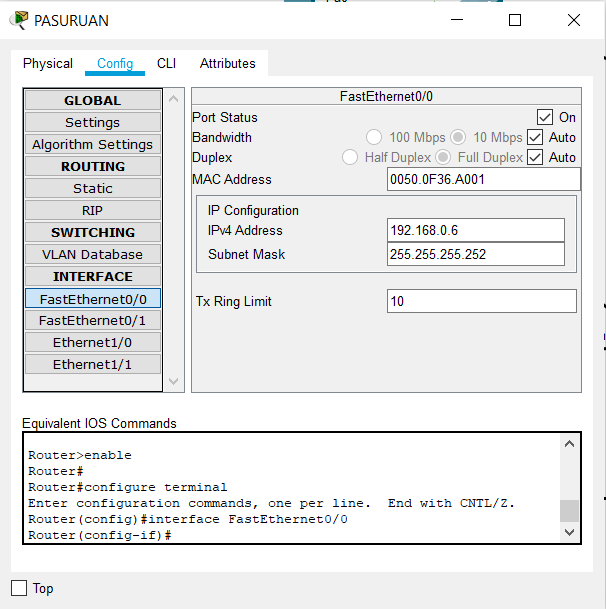 PASURUAN
Physical Config CLI Attributes
GLOBAL
Settings
Algorithm Settings
ROUTING
Static
RIP
SWITCHING
VLAN Database
INTERFACE
FastEthernet0/0
FastEthernet0/1
Ethernet1/0
Ethernet1/1
FastEthernet0/0
Port Status On
Bandwidth 100 Mbps 10 Mbps Auto
Duplex Half Duplex Full Duplex Auto
MAC Address 0050.0F36.A001
IP Configuration
IPv4 Address 192.168.0.6
Subnet Mask 255.255.255.252
Tx Ring Limit 10
Equivalent IOS Commands
Router>enable
Router#
Router#configure terminal
Enter configuration commands, one per line. End with CNTL/Z.
Router(config)#interface FastEthernet0/0
Router(config-if)#
Top